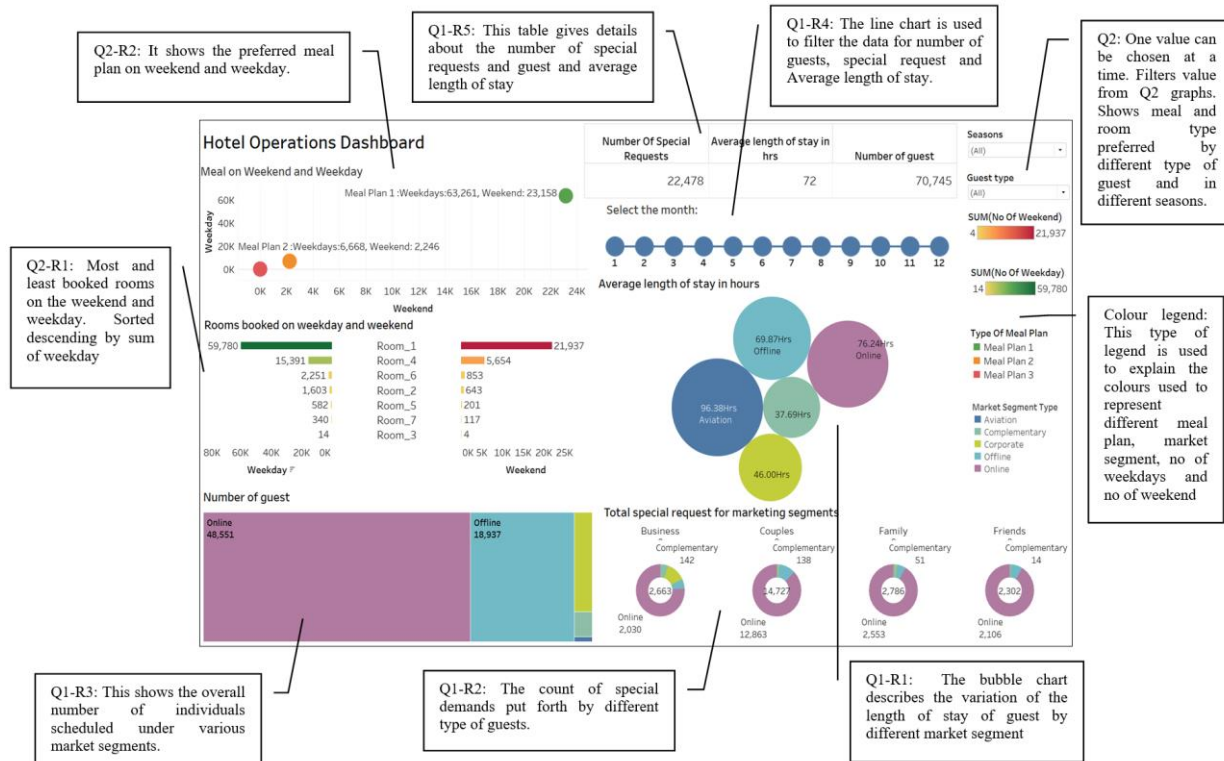 Q2-R2: It shows the preferred meal
plan on weekend and weekday.
Q1-R5: This table gives details
about the number of special
requests and guest and average
length of stay
Q1-R4: The line chart is used
to filter the data for number of
guests, special request and
Average length of stay.
Q2: One value can
be chosen at
a time. Filters value
from Q2 graphs.
Shows meal and
room type
preferred by
different type of
guest and in
different seasons.
Q2-R1: Most and
least booked rooms
on the weekend and
weekday. Sorted
descending by sum
of weekday
Hotel Operations Dashboard
Meal on Weekend and Weekday
Meal Plan 1 :Weekdays:63,261, Weekend: 23,158
Meal Plan 2 :Weekdays:6,668, Weekend: 2,246
Weekday
60K
40K
20K
0K
0K 2K 4K 6K 8K 10K 12K 14K 16K 18K 20K 22K 24K
Weekend
Number Of Special Requests
Average length of stay in hrs
Number of guest
22,478 72 70,745
Select the month:
1 2 3 4 5 6 7 8 9 10 11 12
Seasons
(All)
Guest type
(All)
SUM(No Of Weekend)
4 21,937
SUM(No Of Weekday)
14 59,780
Type Of Meal Plan
Meal Plan 1
Meal Plan 2
Meal Plan 3
Market Segment Type
Aviation
Complementary
Corporate
Offline
Online
Colour legend:
This type of
legend is used
to explain the
colours used to
represent
different meal
plan, market
segment, no of
weekdays and
no of weekend
Rooms booked on weekday and weekend
59,780 Room_1 21,937
15,391 Room_4 5,654
2,251 Room_6 853
1,603 Room_2 643
582 Room_5 201
340 Room_7 117
14 Room_3 4
80K 60K 40K 20K 0K
0K 5K 10K 15K 20K 25K
Weekday
Weekend
Average length of stay in hours
69.87Hrs
Offline
76.24Hrs
Online
96.38Hrs
Aviation
37.69Hrs
46.00Hrs
Number of guest
Online
48,551
Offline
18,937
Total special request for marketing segments
Business
Complementary
142
2,663
Online
2,030
Couples
Complementary
138
14,727
Online
12,863
Family
Complementary
51
2,786
Online
2,553
Friends
Complementary
14
2,302
Online
2,106
Q1-R3: This shows the overall
number of individuals
scheduled under various
market segments.
Q1-R2: The count of special
demands put forth by different
type of guests.
Q1-R1: The bubble chart
describes the variation of the
length of stay of guest by
different market segment